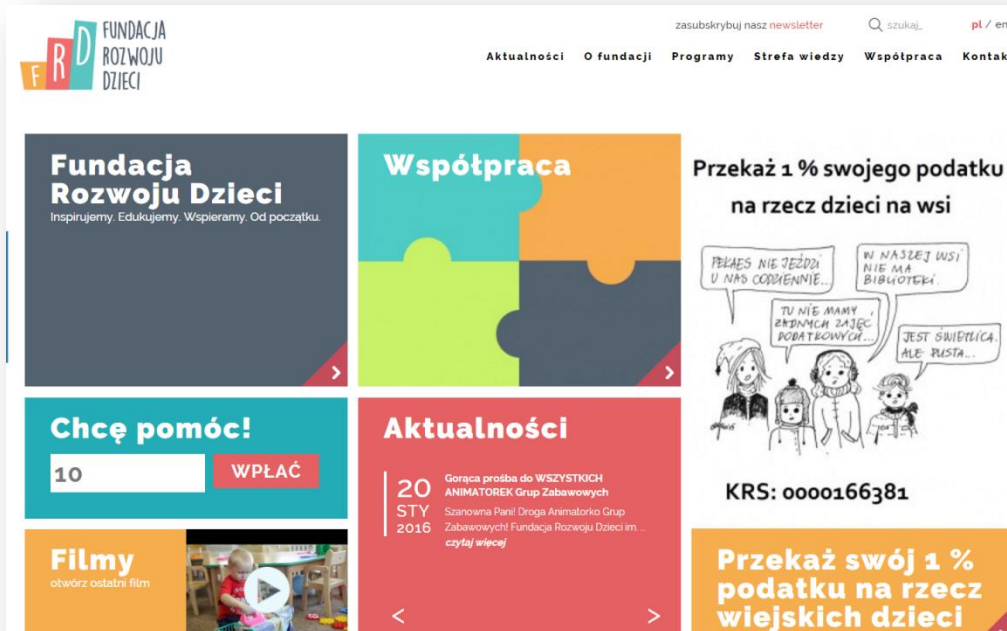 FRD
FUNDACJA
ROZWOJU
DZIECI
zasubskrybuj nasz newsletter
szukaj_
pl / en
Aktualności O fundacji Programy Strefa wiedzy Współpraca Kontak
Fundacja
Rozwoju Dzieci
Inspirujemy. Edukujemy. Wspieramy. Od początku.
Współpraca
Przekaż 1 % swojego podatku
na rzecz dzieci na wsi
PEKAES NIE JEŹDZI
U NAS CODZIENNIE...
W NASZEJ WSI
NIE MA
BIBLIOTEKI.
TU NIE MAMY
ŻADNYCH ZAJĘĆ
DODATKOWYCH...
JEST ŚWIETLICA.
ALE PUSTA...
KRS: 0000166381
Chcę pomóc!
10
WPŁAĆ
Aktualności
20
STY
2016
Gorąca prośba do WSZYSTKICH
ANIMATOREK Grup Zabawowych
Szanowna Pani! Droga Animatorko Grup
Zabawowych! Fundacja Rozwoju Dzieci im. ...
czytaj więcej
< >
Filmy
otwórz ostatni film
Przekaż swój 1 %
podatku na rzecz
wiejskich dzieci